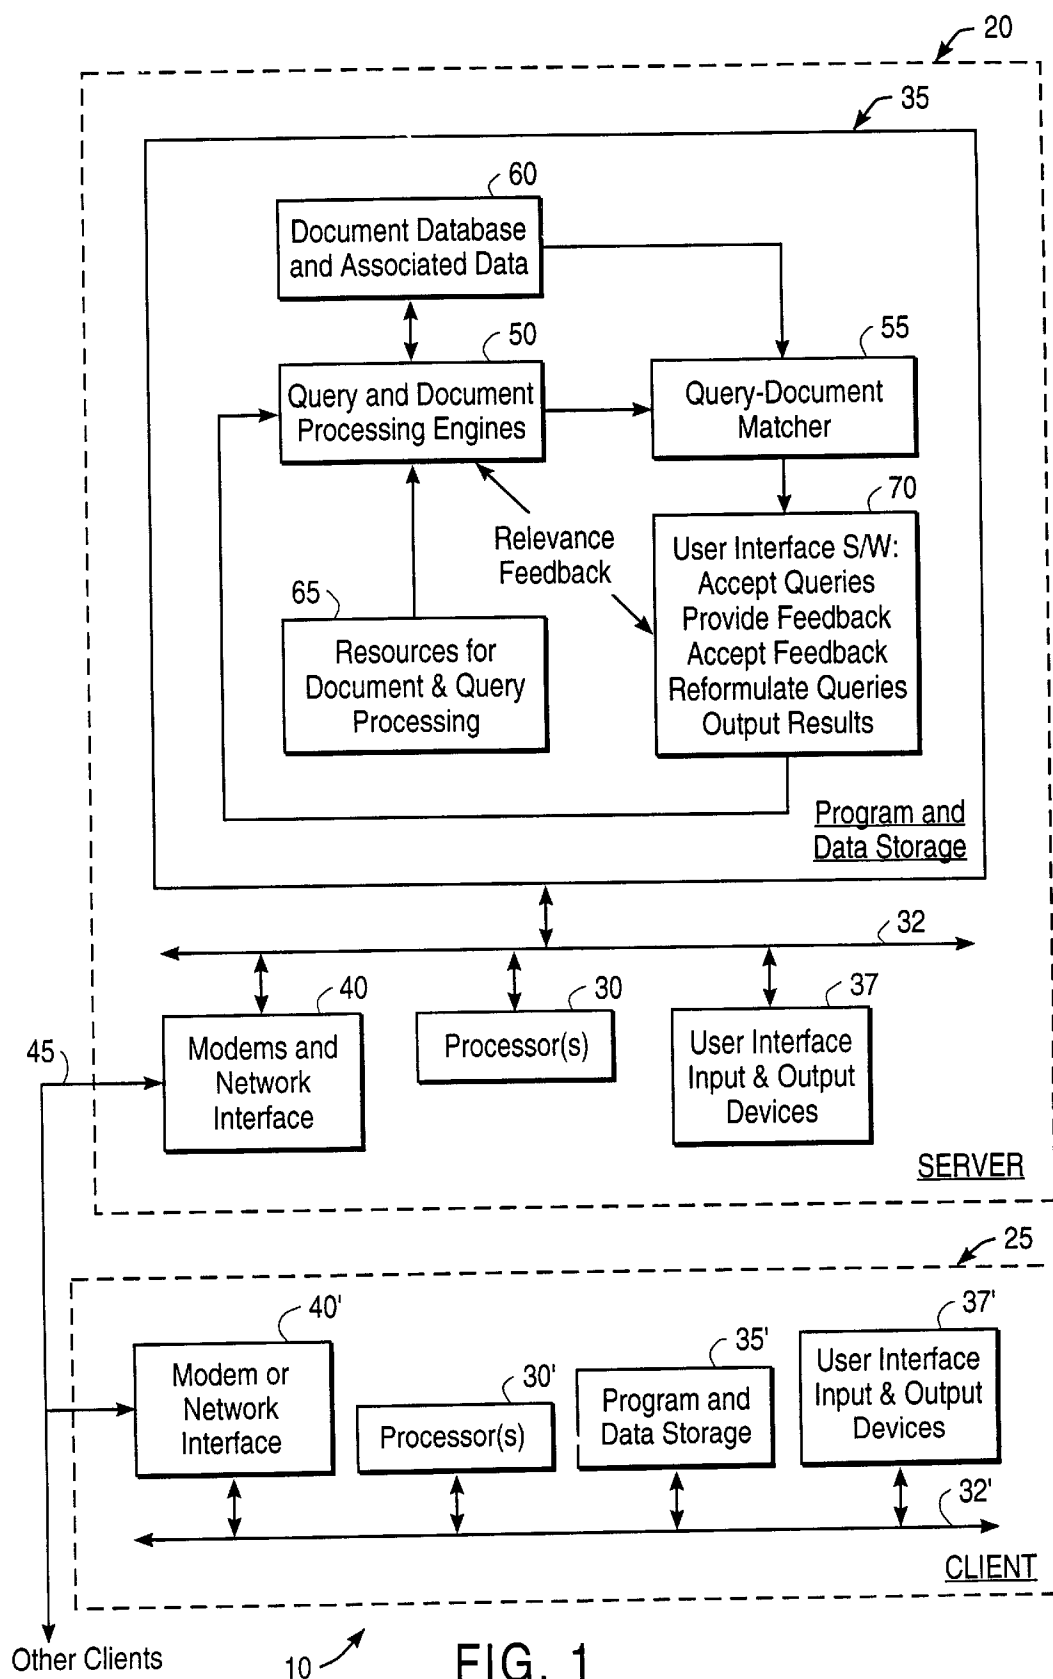 20
35
60
Document Database
and Associated Data
50
Query and Document
Processing Engines
55
Query-Document
Matcher
Relevance
Feedback
70
User Interface S/W:
Accept Queries
Provide Feedback
Accept Feedback
Reformulate Queries
Output Results
65
Resources for
Document & Query
Processing
Program and
Data Storage
32
40
Modems and
Network
Interface
30
Processor(s)
37
User Interface
Input & Output
Devices
45
SERVER
25
40'
Modem or
Network
Interface
30'
Processor(s)
35'
Program and
Data Storage
37'
User Interface
Input & Output
Devices
32'
CLIENT
Other Clients
10
FIG. 1